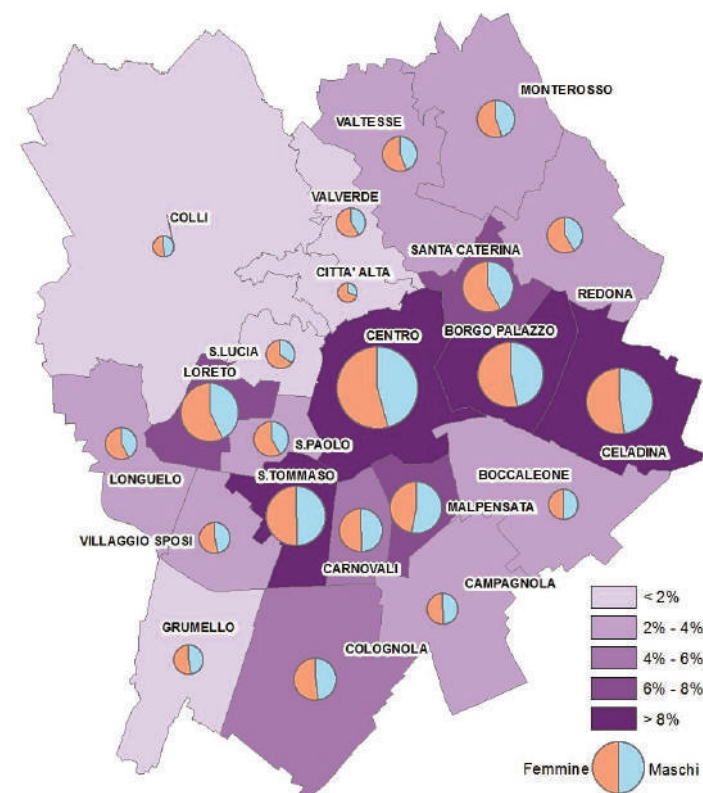 MONTEROSSO
VALTESSE
VALVERDE
COLLI
SANTA CATERINA
CITTA' ALTA
REDONA
CENTRO
BORGO PALAZZO
S.LUCIA
LORETO
S.PAOLO
CELADINA
LONGUELO
S.TOMMASO
BOCCALEONE
MALPENSATA
VILLAGGIO SPOSI
CARNOVALI
CAMPAGNOLA
GRUMELLO
COLOGNOLA
< 2%
2% - 4%
4% - 6%
6% - 8%
> 8%
Femmine Maschi